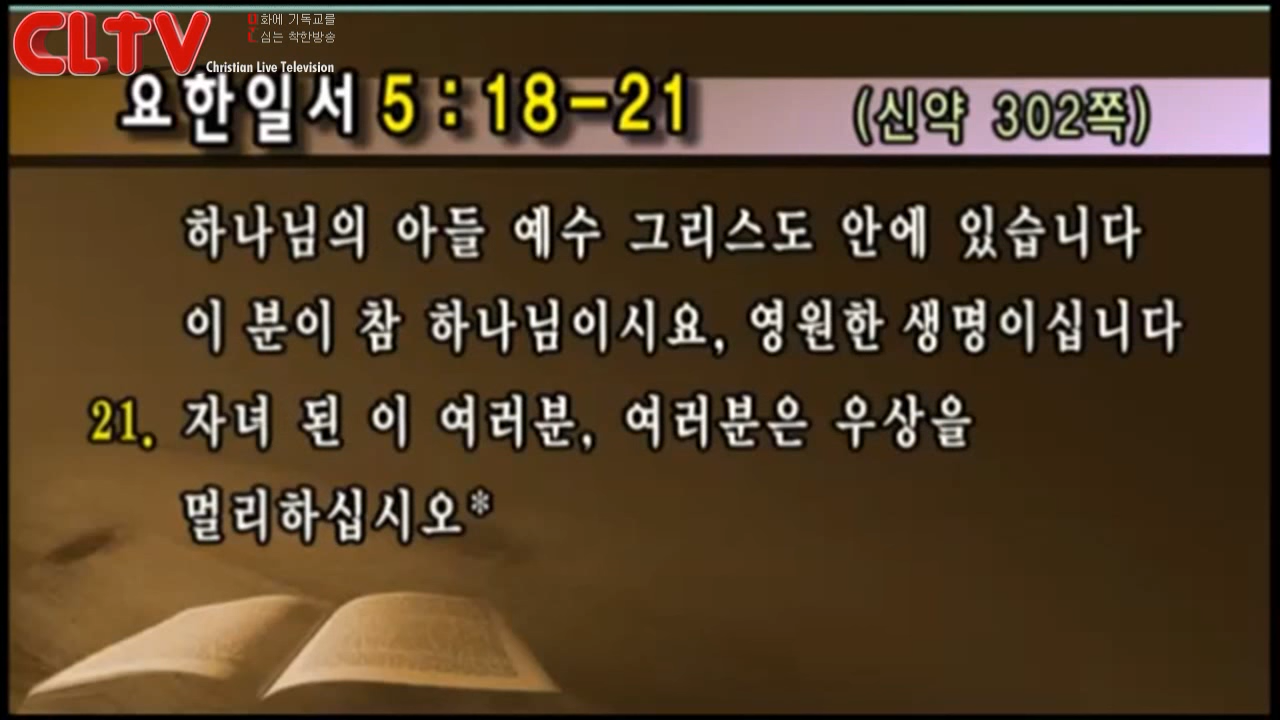 CLTV
문화에 기독교를
심는 착한방송
Christian Live Television
요한일서 5:18-21 (신약 302쪽)
하나님의 아들 예수 그리스도 안에 있습니다
이 분이 참 하나님이시요, 영원한 생명이십니다
21. 자녀 된 이 여러분, 여러분은 우상을
멀리하십시오*